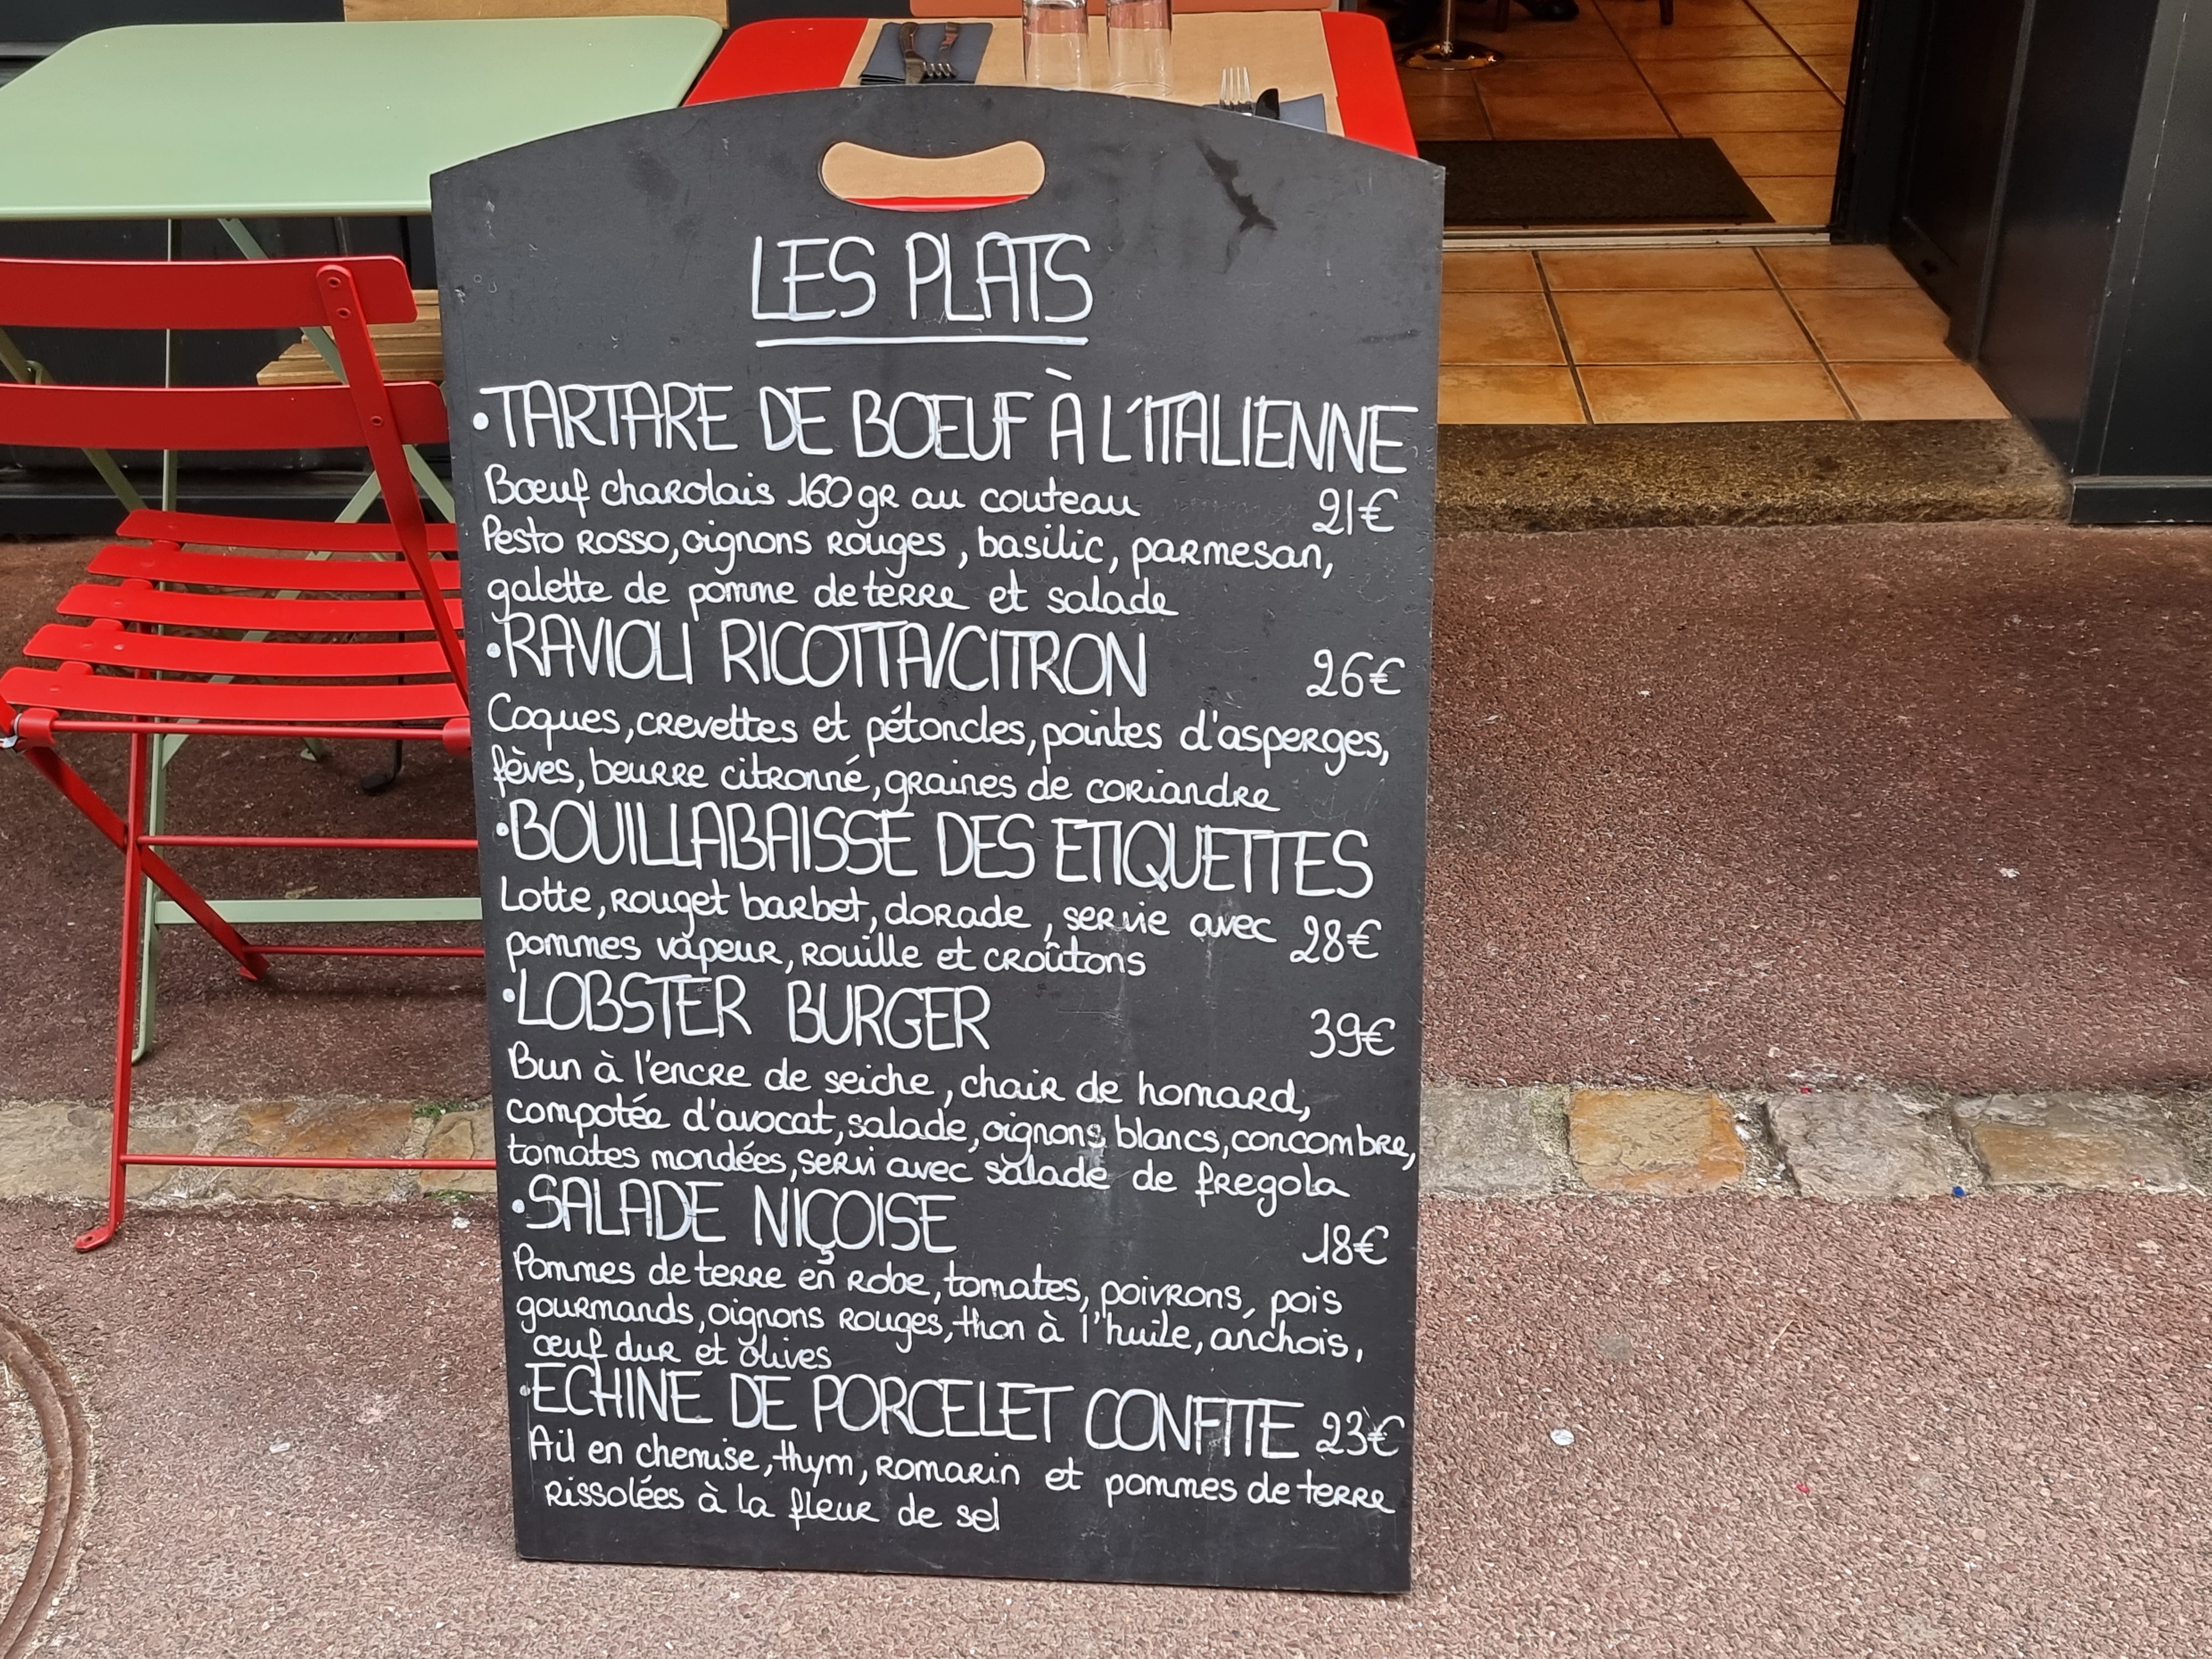 LES PLATS
•TARTARE DE BOEUF À L'ITALIENNE
Bœuf charolais 160 gr au couteau 21€
Pesto rosso, oignons rouges, basilic, parmesan,
galette de pomme de terre et salade
•RAVIOLI RICOTTA/CITRON 26€
Coques, crevettes et pétoncles, pointes d'asperges,
fèves, beurre citronné, graines de coriandre
•BOUILLABAISSE DES ETIQUETTES
Lotte, rouget barbet, dorade, servie avec 28€
pommes vapeur, rouille et croûtons
•LOBSTER BURGER 39€
Bun à l'encre de seiche, chair de homard,
compotée d'avocat, salade, oignons blancs, concombre,
tomates mondées, servi avec salade de fregola
•SALADE NIÇOISE 18€
Pommes de terre en robe, tomates, poivrons, pois
gourmands, oignons rouges, thon à l'huile, anchois,
œuf dur et olives
•ECHINE DE PORCELET CONFITE 23€
Ail en chemise, thym, romarin et pommes de terre
rissolées à la fleur de sel